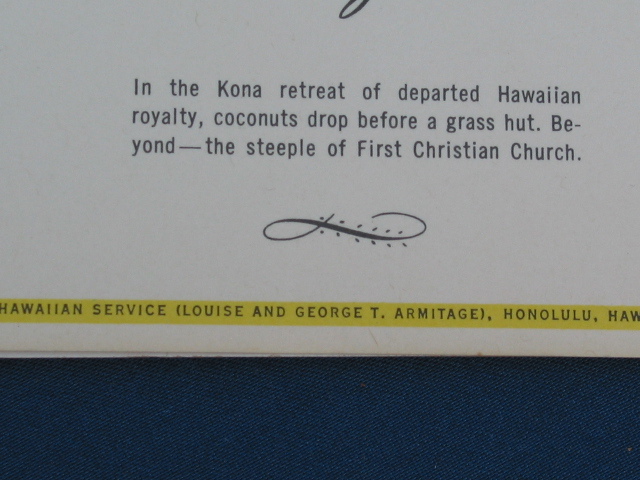 In the Kona retreat of departed Hawaiian
royalty, coconuts drop before a grass hut. Be-
yond—the steeple of First Christian Church.
HAWAIIAN SERVICE (LOUISE AND GEORGE T. ARMITAGE), HONOLULU, HAW